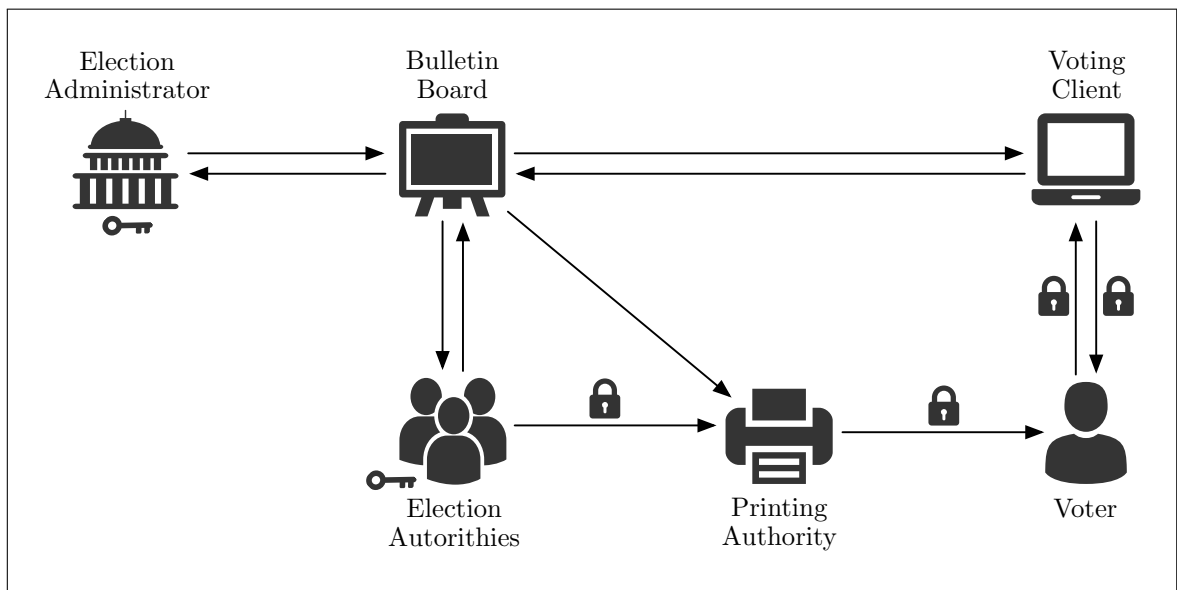 Election
Administrator
Bulletin
Board
Voting
Client
Election
Autorithies
Printing
Authority
Voter